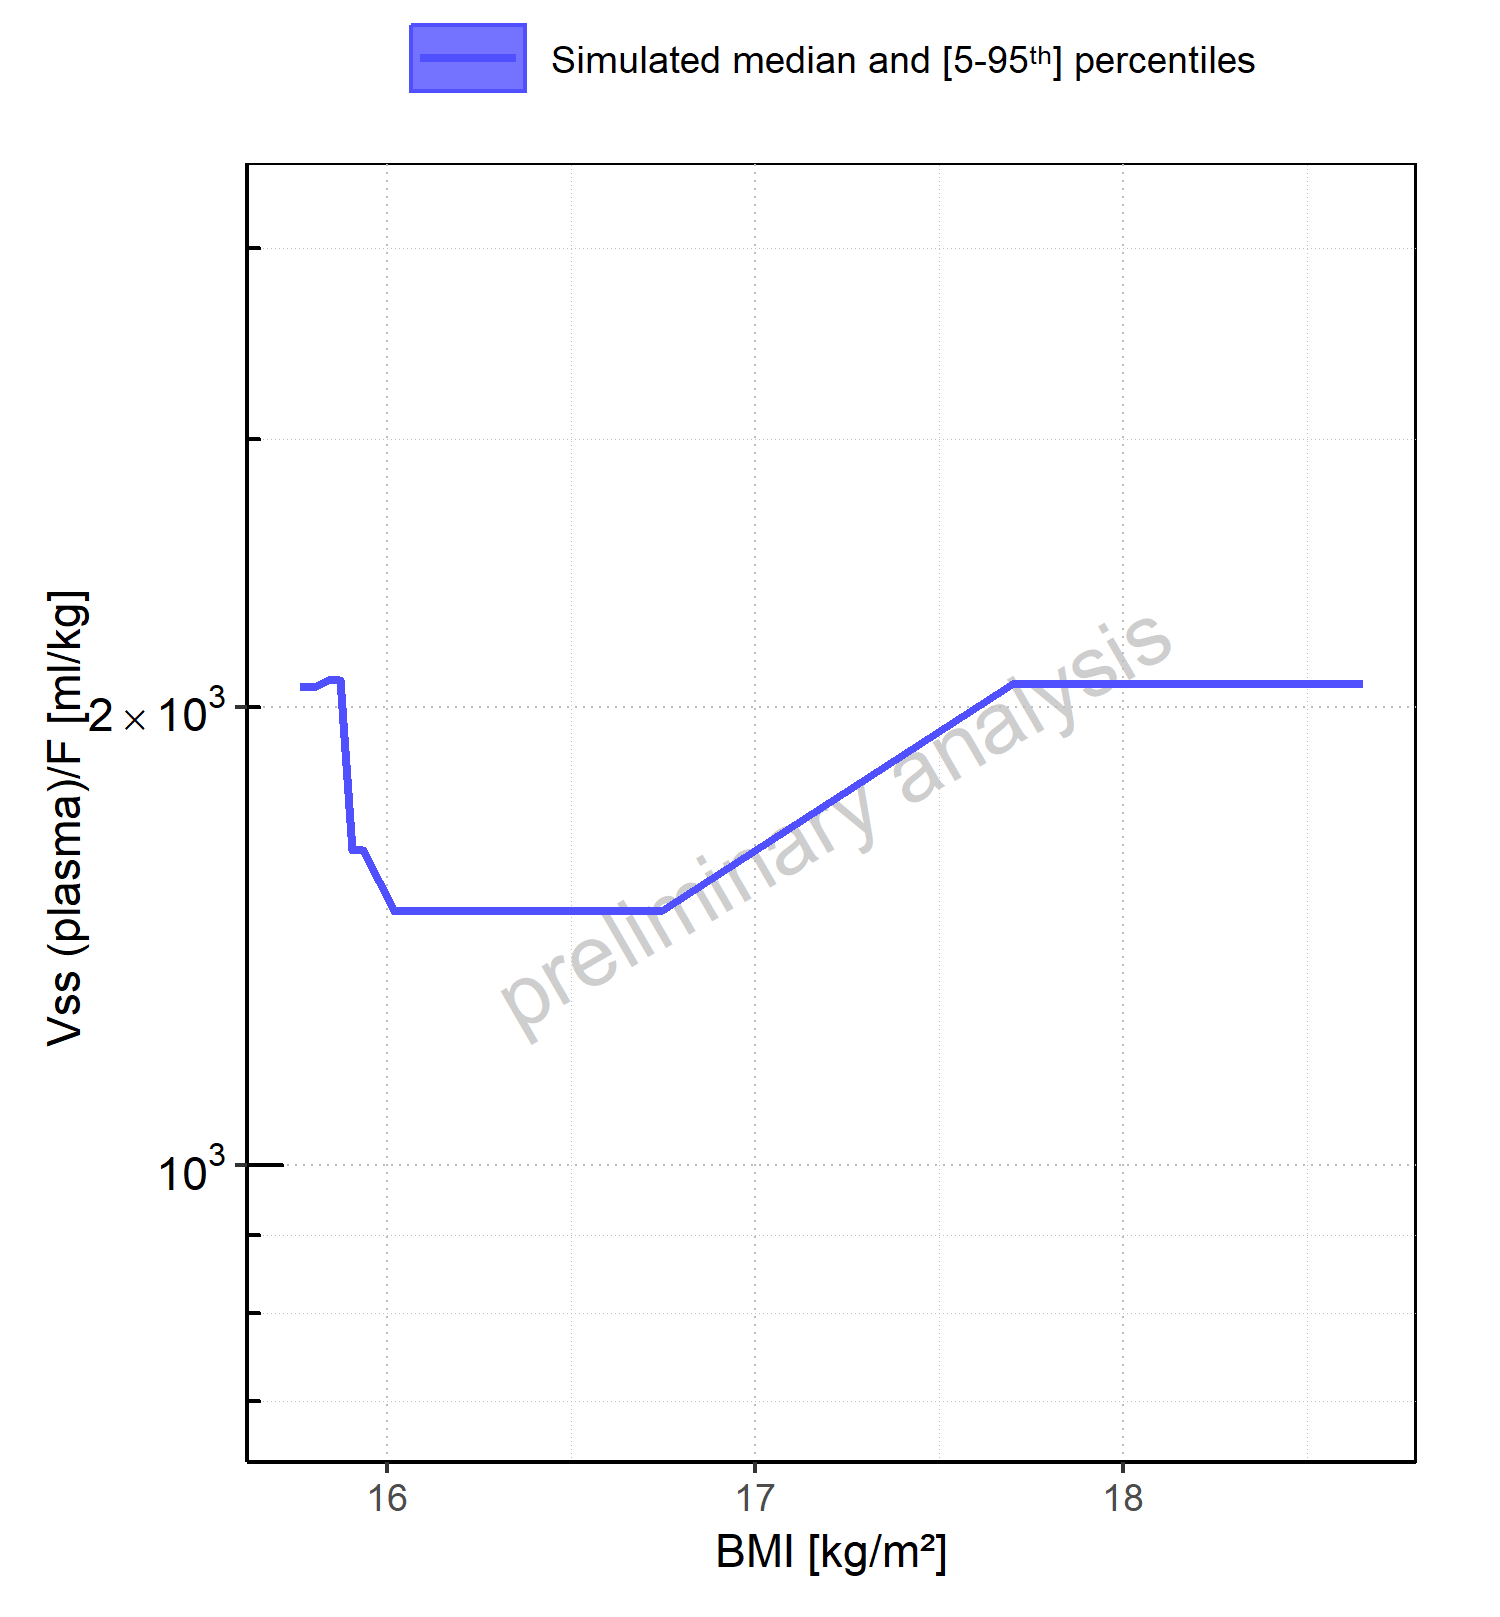 Simulated median and [5-95ᵗʰ] percentiles
Vss (plasma)/F [ml/kg]
2 × 10³
10³
preliminary analysis
16 17 18
BMI [kg/m²]